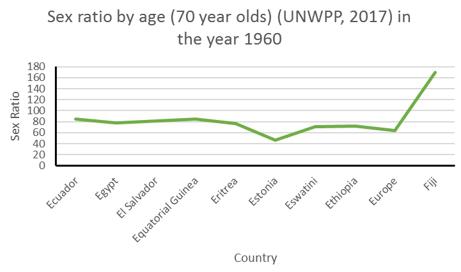 Sex ratio by age (70 year olds) (UNWPP, 2017) in
the year 1960
Sex Ratio
180
160
140
120
100
80
60
40
20
0
Ecuador
Egypt
El Salvador
Equatorial Guinea
Eritrea
Estonia
Eswatini
Ethiopia
Europe
Fiji
Country